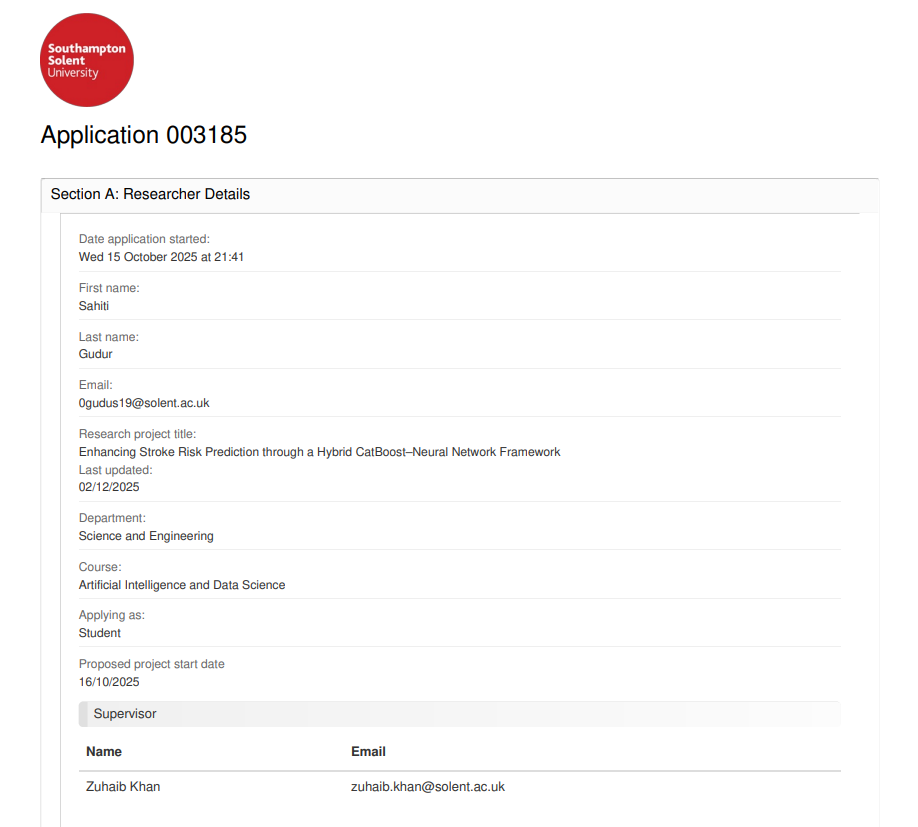 Southampton
Solent
University
Application 003185
Section A: Researcher Details
Date application started:
Wed 15 October 2025 at 21:41
First name:
Sahiti
Last name:
Gudur
Email:
0gudus19@solent.ac.uk
Research project title:
Enhancing Stroke Risk Prediction through a Hybrid CatBoost–Neural Network Framework
Last updated:
02/12/2025
Department:
Science and Engineering
Course:
Artificial Intelligence and Data Science
Applying as:
Student
Proposed project start date
16/10/2025
Supervisor
Name Email
Zuhaib Khan zuhaib.khan@solent.ac.uk